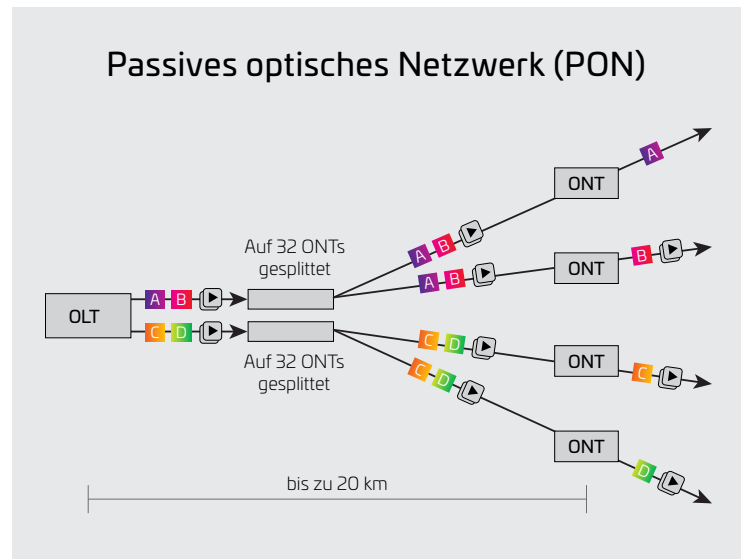 Passives optisches Netzwerk (PON)
A
ONT
A B
Auf 32 ONTs
gesplittet
B
ONT
A B
A B
OLT
C D
C D
ONT
C
Auf 32 ONTs
gesplittet
C D
ONT
D
bis zu 20 km